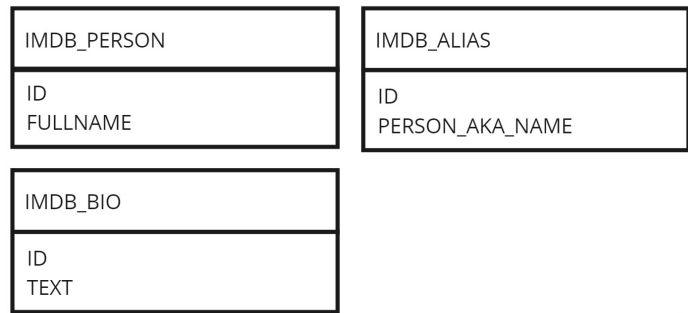 IMDB_PERSON
ID
FULLNAME
IMDB_ALIAS
ID
PERSON_AKA_NAME
IMDB_BIO
ID
TEXT